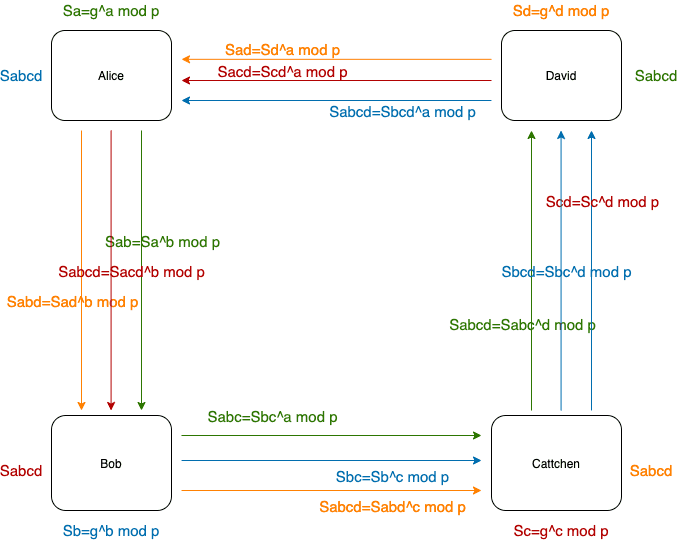 Sa=g^a mod p
Sd=g^d mod p
Sabcd
Alice
Sad=Sd^a mod p
Sacd=Scd^a mod p
Sabcd=Sbcd^a mod p
David
Sabcd
Scd=Sc^d mod p
Sab=Sa^b mod p
Sabcd=Sacd^b mod p
Sbcd=Sbc^d mod p
Sabd=Sad^b mod p
Sabcd=Sabc^d mod p
Sabc=Sbc^a mod p
Sabcd
Bob
Sbc=Sb^c mod p
Cattchen
Sabcd
Sabcd=Sabd^c mod p
Sb=g^b mod p
Sc=g^c mod p